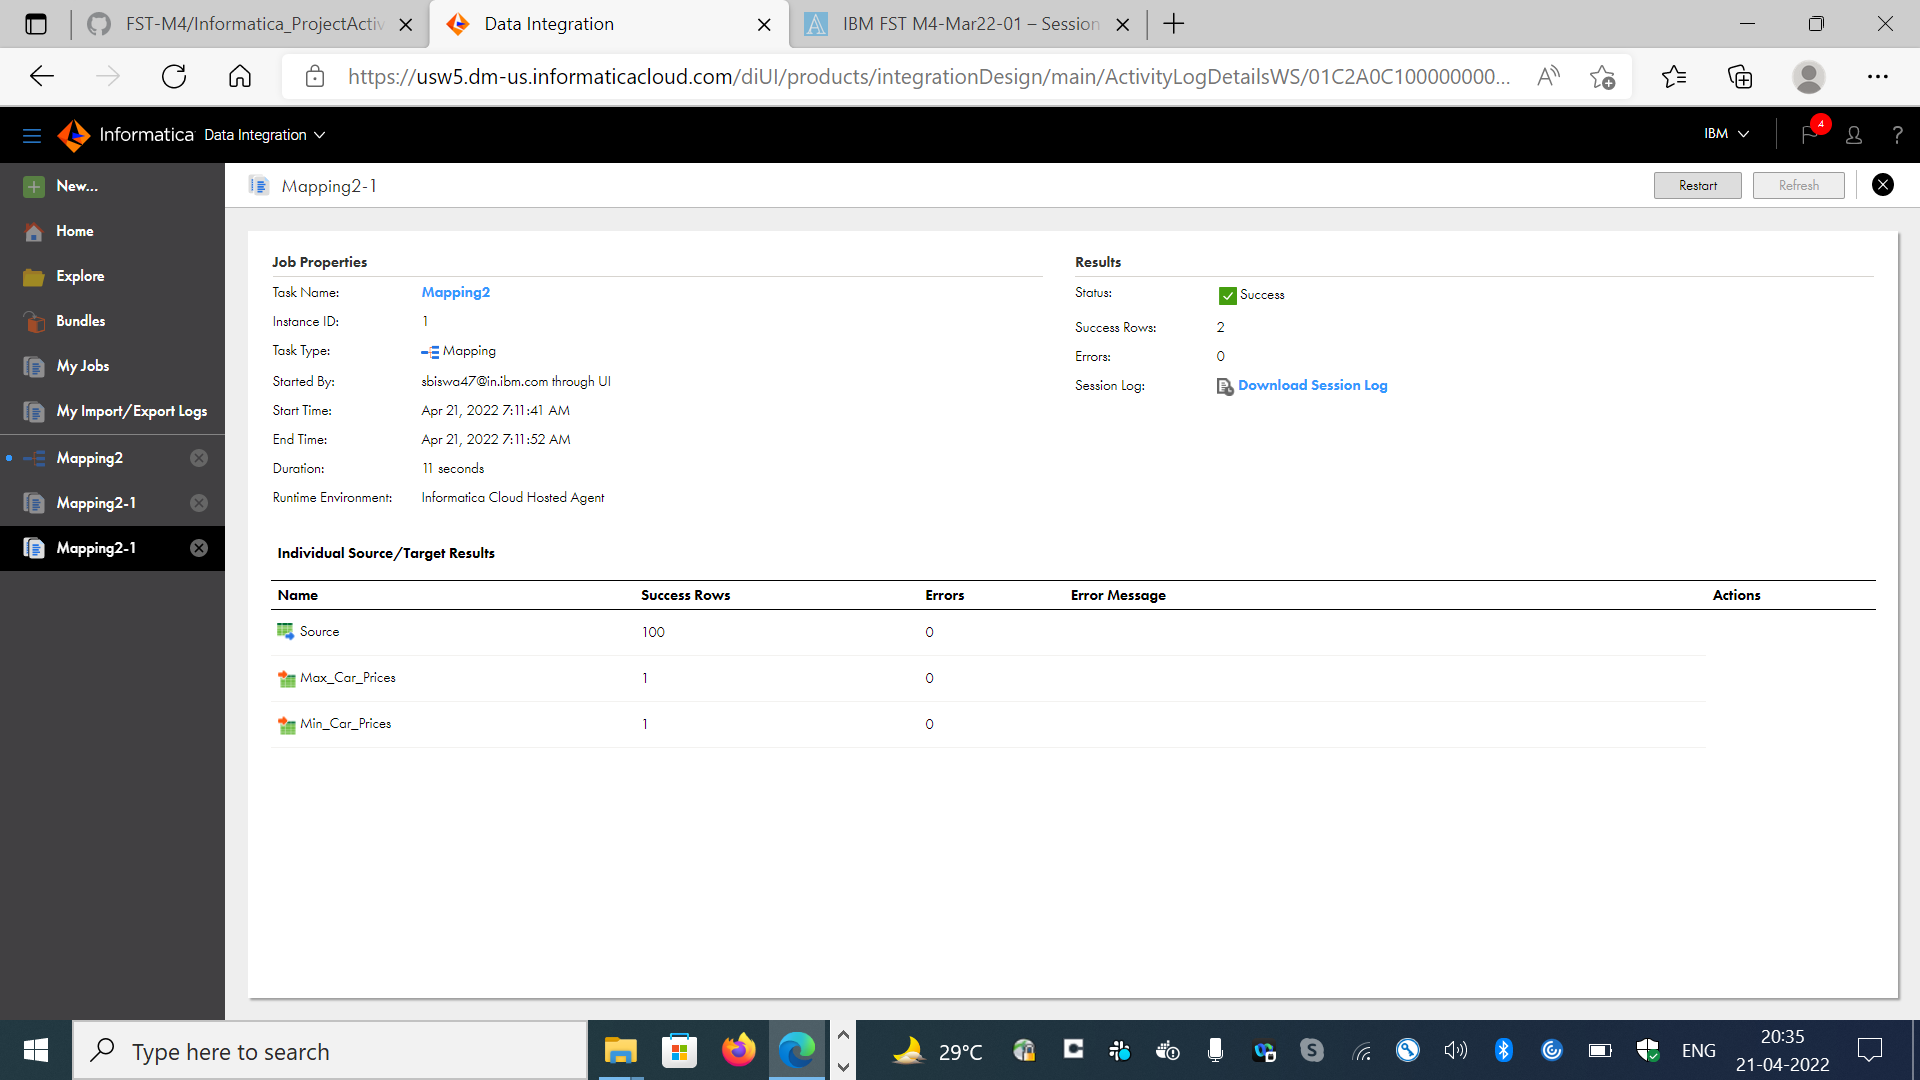 FST-M4/Informatica_ProjectActiv
Data Integration
IBM FST M4-Mar22-01 – Session
https://usw5.dm-us.informaticacloud.com/diUI/products/integrationDesign/main/ActivityLogDetailsWS/01C2A0C100000000...
Informatica Data Integration
IBM
4
?
New...
Home
Explore
Bundles
My Jobs
My Import/Export Logs
Mapping2
Mapping2-1
Mapping2-1
Mapping2-1
Restart
Refresh
Job Properties
Task Name: Mapping2
Instance ID: 1
Task Type: Mapping
Started By: sbiswa47@in.ibm.com through UI
Start Time: Apr 21, 2022 7:11:41 AM
End Time: Apr 21, 2022 7:11:52 AM
Duration: 11 seconds
Runtime Environment: Informatica Cloud Hosted Agent
Results
Status: Success
Success Rows: 2
Errors: 0
Session Log: Download Session Log
Individual Source/Target Results
Name Success Rows Errors Error Message Actions
Source 100 0
Max_Car_Prices 1 0
Min_Car_Prices 1 0
Type here to search
29°C
ENG
20:35
21-04-2022